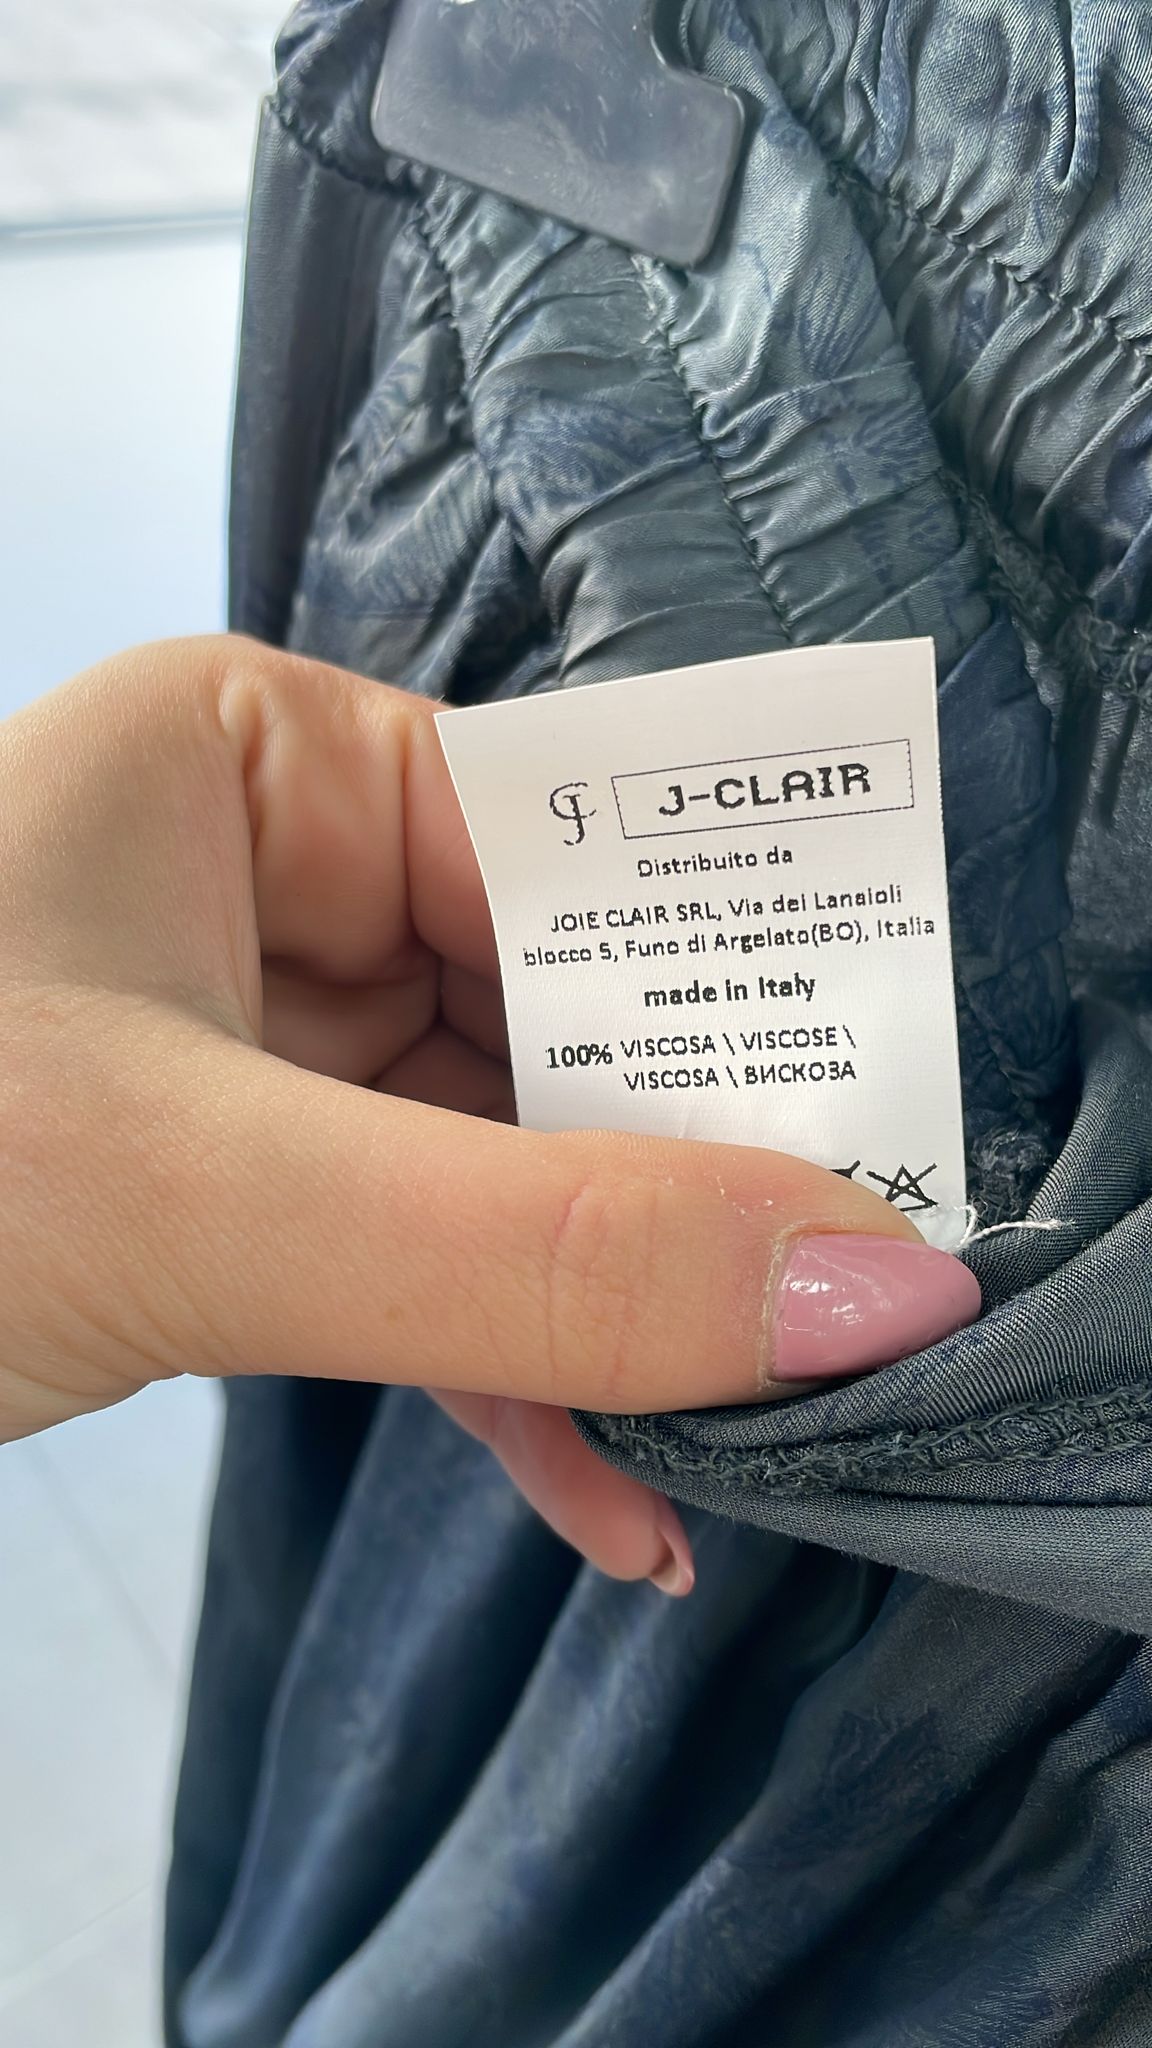 J-CLAIR
Distribuito da
JOIE CLAIR SRL, Via dei Lanaioli
blocco 5, Funo di Argelato(BO), Italia
made in Italy
100% VISCOSA \ VISCOSE \
VISCOSA \ ВИСКОЗА